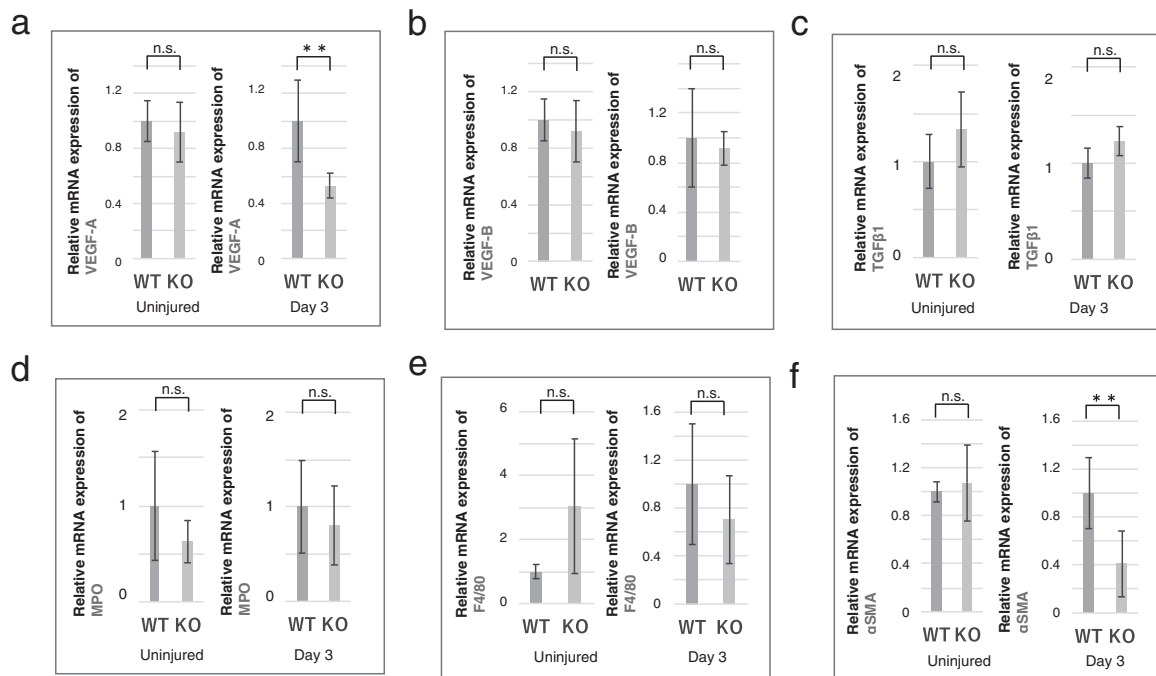 a
n.s.
* *
Relative mRNA expression of
VEGF-A
1.2
0.8
0.4
0
WT KO
Uninjured
Relative mRNA expression of
VEGF-A
1.2
0.8
0.4
0
WT KO
Day 3
b
n.s.
n.s.
Relative mRNA expression of
VEGF-B
1.2
0.8
0.4
0
WT KO
Relative mRNA expression of
VEGF-B
1.2
0.8
0.4
0
WT KO
c
n.s.
n.s.
Relative mRNA expression of
TGFβ1
2
1
0
WT KO
Uninjured
Relative mRNA expression of
TGFβ1
2
1
0
WT KO
Day 3
d
n.s.
n.s.
Relative mRNA expression of
MPO
2
1
0
WT KO
Uninjured
Relative mRNA expression of
MPO
2
1
0
WT KO
Day 3
e
n.s.
n.s.
Relative mRNA expression of
F4/80
6
4
2
0
WT KO
Uninjured
Relative mRNA expression of
F4/80
1.6
1.2
0.8
0.4
0
WT KO
Day 3
f
n.s.
* *
Relative mRNA expression of
αSMA
1.6
1.2
0.8
0.4
0
WT KO
Uninjured
Relative mRNA expression of
αSMA
1.6
1.2
0.8
0.4
0
WT KO
Day 3